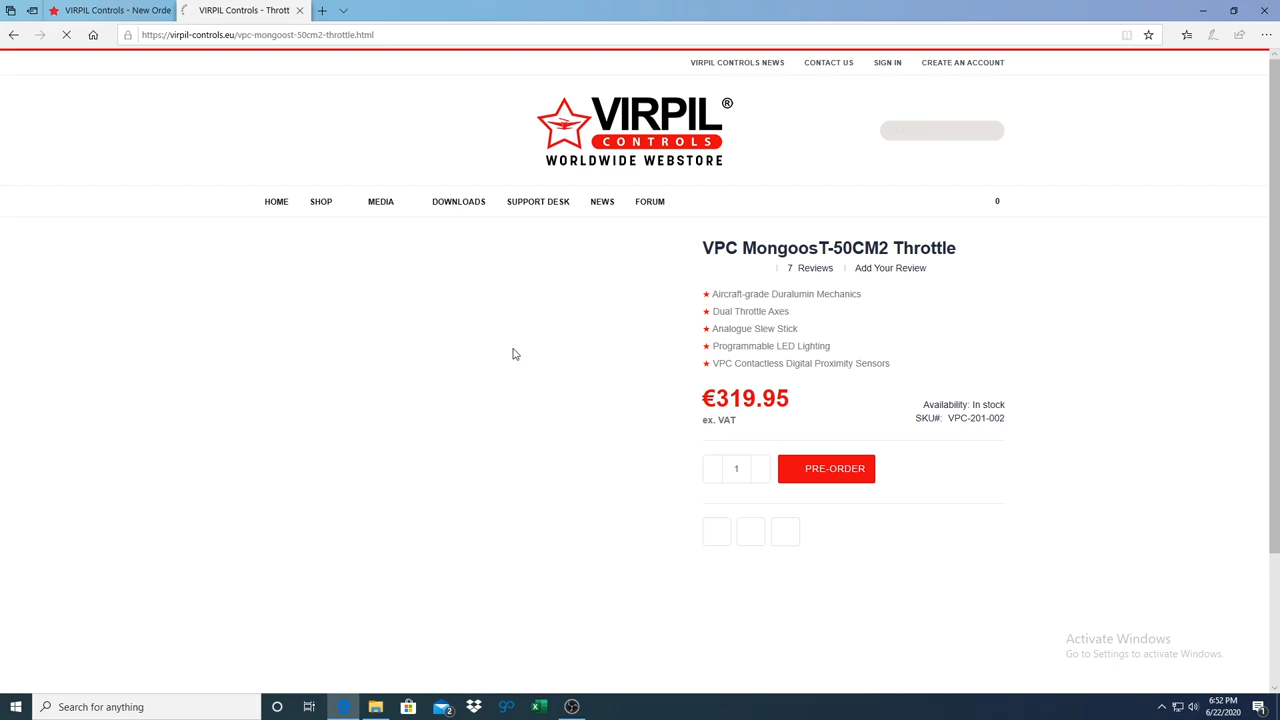 VIRPIL Controls - New Order
VIRPIL Controls - Thrott
https://virpil-controls.eu/vpc-mongoost-50cm2-throttle.html
VIRPIL CONTROLS NEWS
CONTACT US
SIGN IN
CREATE AN ACCOUNT
VIRPIL ®
CONTROLS
WORLDWIDE WEBSTORE
HOME
SHOP
MEDIA
DOWNLOADS
SUPPORT DESK
NEWS
FORUM
0
VPC MongoosT-50CM2 Throttle
7 Reviews
Add Your Review
★ Aircraft-grade Duralumin Mechanics
★ Dual Throttle Axes
★ Analogue Slew Stick
★ Programmable LED Lighting
★ VPC Contactless Digital Proximity Sensors
€319.95
ex. VAT
Availability: In stock
SKU#: VPC-201-002
1
PRE-ORDER
Activate Windows
Go to Settings to activate Windows.
Search for anything
2
6:52 PM
6/22/2020
1